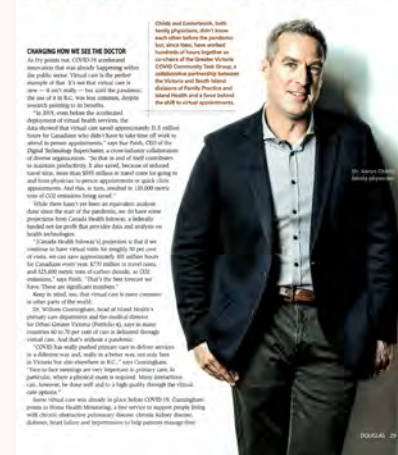 Childs and Easterbrook, both
family physicians, didn't know
each other before the pandemic
but, since then, have worked
hundreds of hours together as
co-chairs of the Greater Victoria
COVID Community Task Group, a
collaborative partnership between
the Victoria and South Island
divisions of Family Practice and
Island Health and a force behind
the shift to virtual appointments.
CHANGING HOW WE SEE THE DOCTOR
As Fry points out, COVID-19 accelerated
innovation that was already happening within
the public sector. Virtual care is the perfect
example of that. It's not that virtual care is
new — it isn't really — but until the pandemic,
the use of it in B.C. was less common, despite
research pointing to its benefits.
"In 2019, even before the accelerated
deployment of virtual health services, the
data showed that virtual care saved approximately 11.5 million
hours for Canadians who didn't have to take time off work to
attend in-person appointments," says Sue Paish, CEO of the
Digital Technology Supercluster, a cross-industry collaboration
of diverse organizations. "So that in and of itself contributes
to maintain productivity. It also saved, because of reduced
travel time, more than $595 million in travel costs for going to
and from physician in-person appointments or quick clinic
appointments. And this, in turn, resulted in 120,000 metric
tons of CO2 emissions being saved."
While there hasn't yet been an equivalent analysis
done since the start of the pandemic, we do have some
projections from Canada Health Infoway, a federally
funded not-for-profit that provides data and analysis on
health technologies.
"[Canada Health Infoway's] projection is that if we
continue to have virtual visits for roughly 50 per cent
of visits, we can save approximately 103 million hours
for Canadians every year, $770 million in travel costs,
and 325,000 metric tons of carbon dioxide, or CO2
emissions," says Paish. "That's the best forecast we
have. These are significant numbers."
Keep in mind, too, that virtual care is more common
in other parts of the world.
Dr. William Cunningham, head of Island Health's
primary care department and the medical director
for Urban Greater Victoria (Portfolio 4), says in many
countries 60 to 70 per cent of care is delivered through
virtual care. And that's without a pandemic.
"COVID has really pushed primary care to deliver services
in a different way and, really in a better way, not only here
in Victoria but also elsewhere in B.C.," says Cunningham.
"Face-to-face meetings are very important in primary care, in
particular, where a physical exam is required. Many interactions
can, however, be done well and to a high quality through the virtual
care options."
Some virtual care was already in place before COVID-19. Cunningham
points to Home Health Monitoring, a free service to support people living
with chronic obstructive pulmonary disease, chronic kidney disease,
diabetes, heart failure and hypertension to help patients manage their
Dr. Aaron Childs,
family physician
DOUGLAS 29